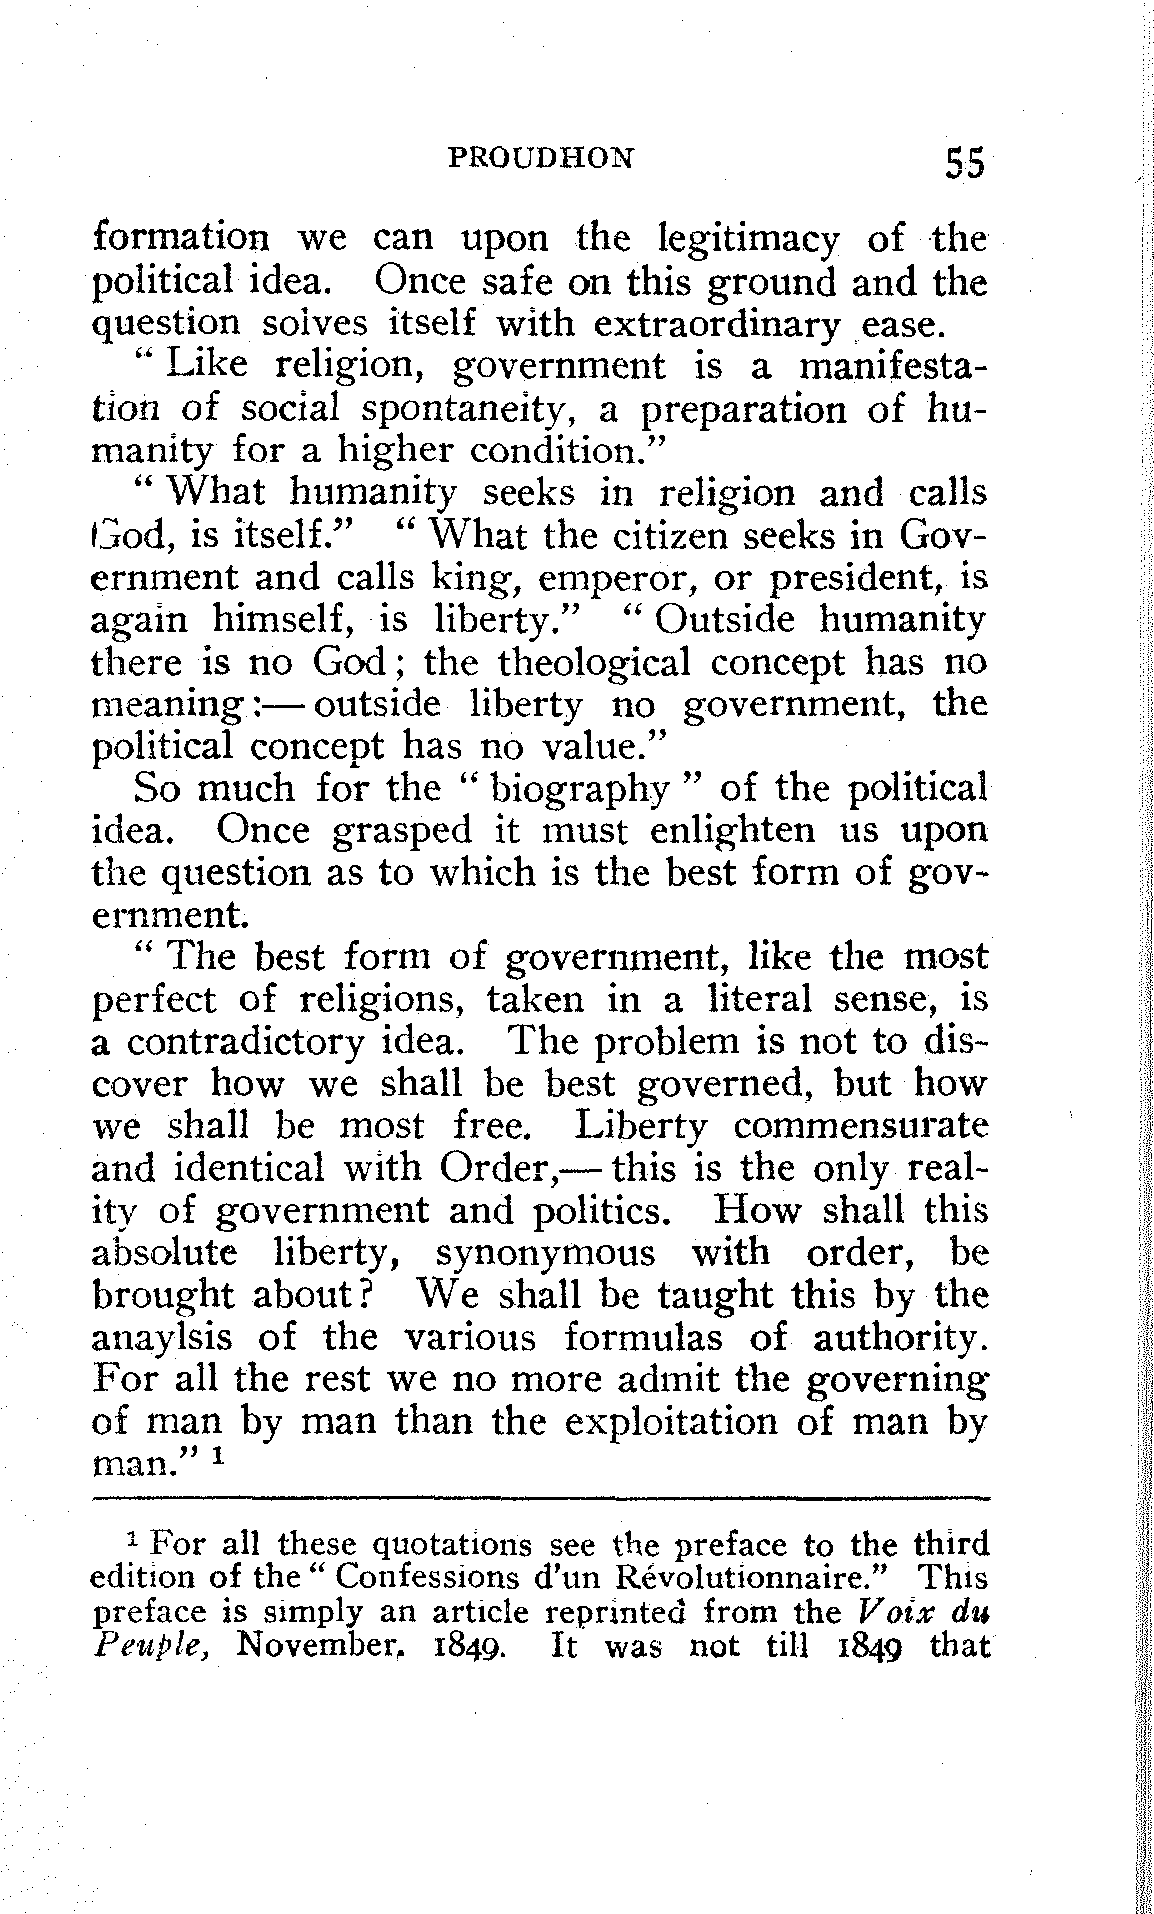 PROUDHON 55
formation we can upon the legitimacy of the
political idea. Once safe on this ground and the
question solves itself with extraordinary ease.
“ Like religion, government is a manifesta-
tion of social spontaneity, a preparation of hu-
manity for a higher condition.”
“ What humanity seeks in religion and calls
God, is itself.” “ What the citizen seeks in Gov-
ernment and calls king, emperor, or president, is
again himself, is liberty.” “ Outside humanity
there is no God; the theological concept has no
meaning:— outside liberty no government, the
political concept has no value.”
So much for the “ biography ” of the political
idea. Once grasped it must enlighten us upon
the question as to which is the best form of gov-
ernment.
“ The best form of government, like the most
perfect of religions, taken in a literal sense, is
a contradictory idea. The problem is not to dis-
cover how we shall be best governed, but how
we shall be most free. Liberty commensurate
and identical with Order,— this is the only real-
ity of government and politics. How shall this
absolute liberty, synonymous with order, be
brought about? We shall be taught this by the
anaylsis of the various formulas of authority.
For all the rest we no more admit the governing
of man by man than the exploitation of man by
man.” ¹
¹ For all these quotations see the preface to the third
edition of the “ Confessions d'un Révolutionnaire.” This
preface is simply an article reprinted from the Voix du
Peuple, November, 1849. It was not till 1849 that